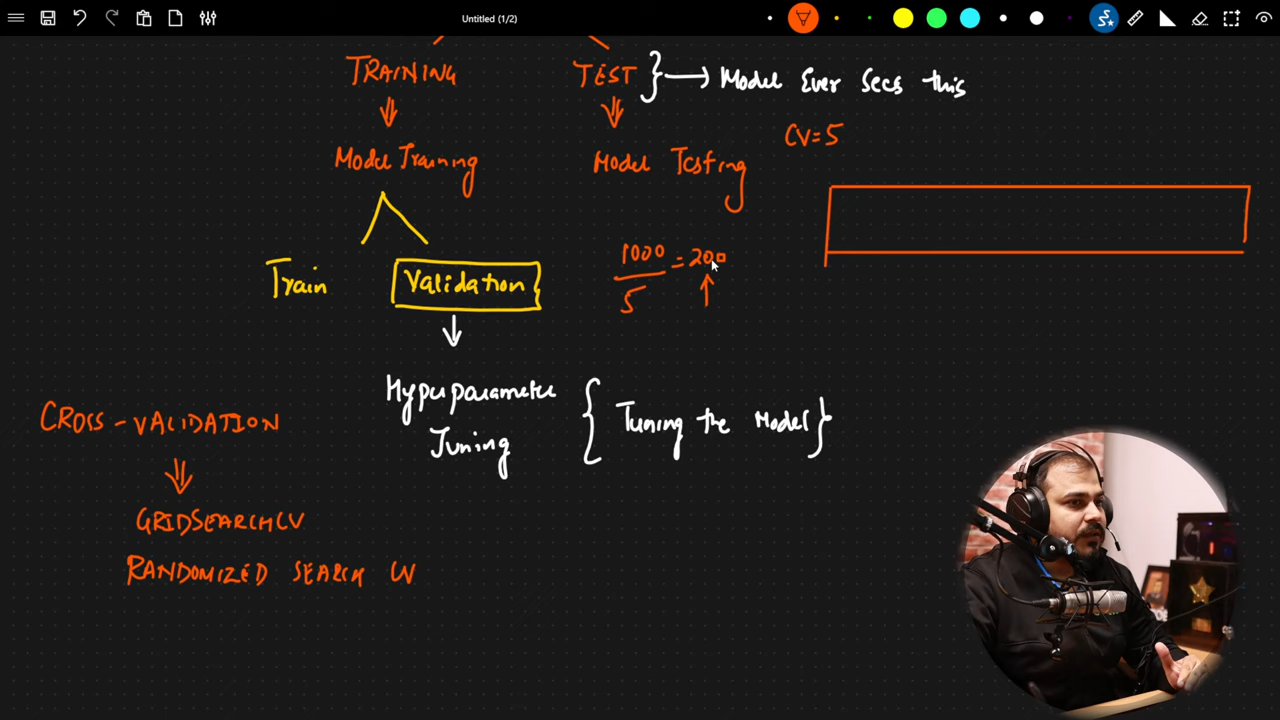 Untitled (1/2)
TRAINING
TEST
Model Ever Sees this
CV=5
Model Training
Model Testing
Train
Validation
1000
5
=200
Hyperparameter
Tuning
Tuning the Model
CROSS-VALIDATION
GRIDSEARCHCV
RANDOMIZED SEARCH CV